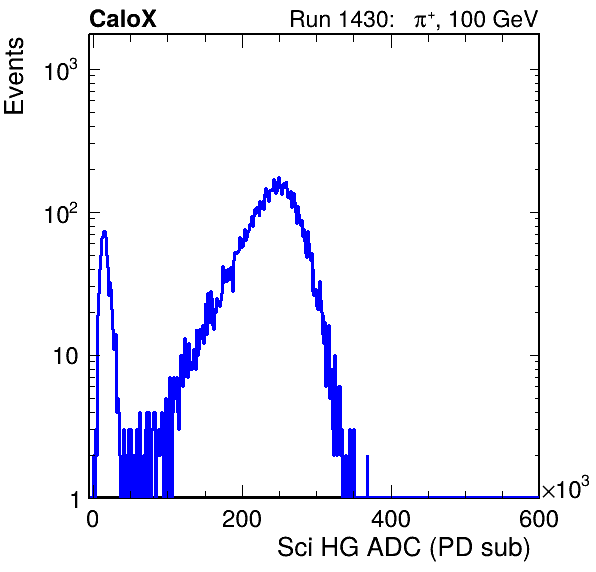 CaloX Run 1430: π⁺, 100 GeV
Events
10³
10²
10
1
0 200 400 600
×10³
Sci HG ADC (PD sub)